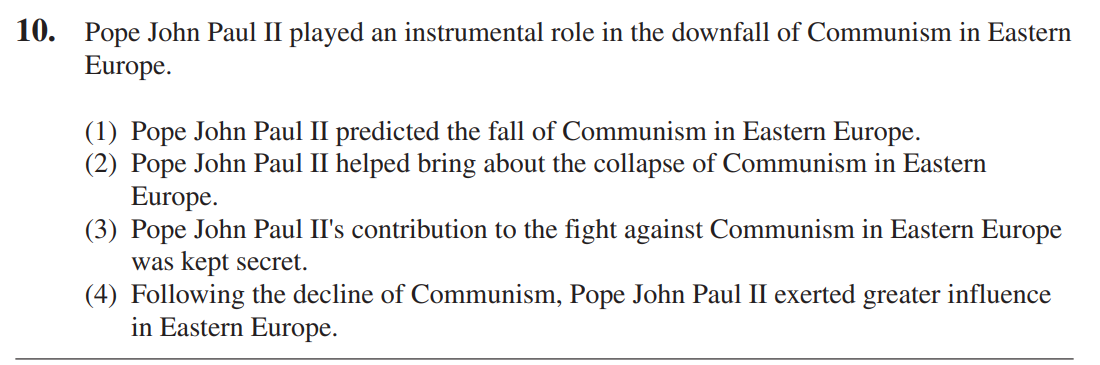 10. Pope John Paul II played an instrumental role in the downfall of Communism in Eastern
Europe.
(1) Pope John Paul II predicted the fall of Communism in Eastern Europe.
(2) Pope John Paul II helped bring about the collapse of Communism in Eastern
Europe.
(3) Pope John Paul II's contribution to the fight against Communism in Eastern Europe
was kept secret.
(4) Following the decline of Communism, Pope John Paul II exerted greater influence
in Eastern Europe.